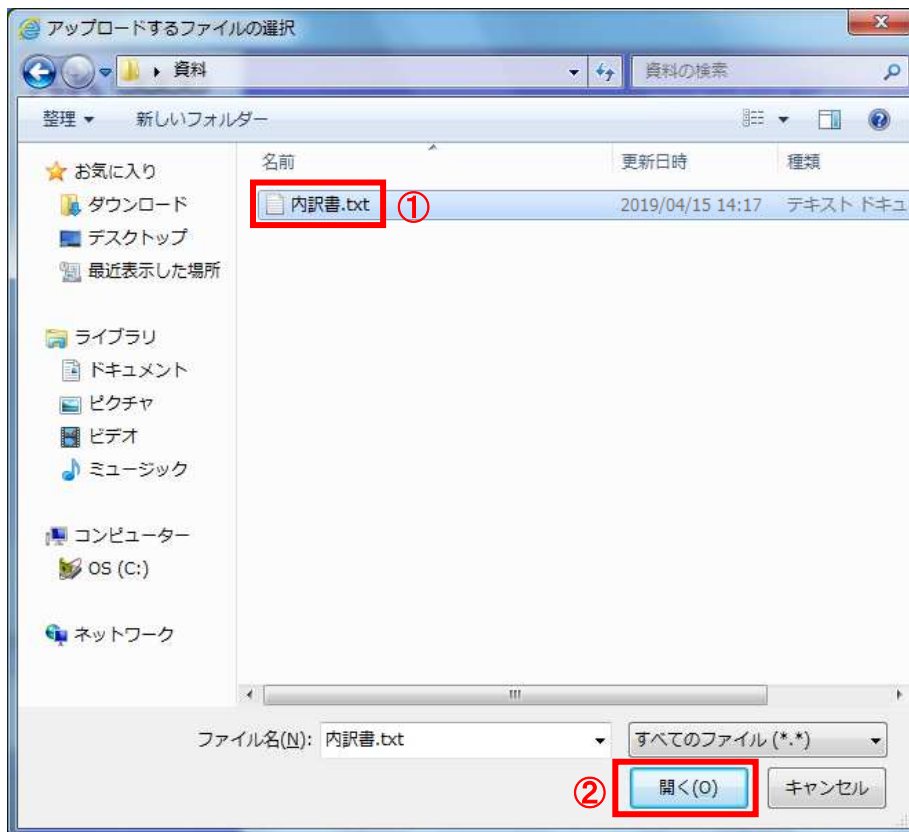 アップロードするファイルの選択
資料
資料の検索
整理 新しいフォルダー
名前 更新日時 種類
内訳書.txt ① 2019/04/15 14:17 テキスト ドキュ
お気に入り
ダウンロード
デスクトップ
最近表示した場所
ライブラリ
ドキュメント
ピクチャ
ビデオ
ミュージック
コンピューター
OS (C:)
ネットワーク
ファイル名(N): 内訳書.txt すべてのファイル (*.*)
② 開く(O) キャンセル